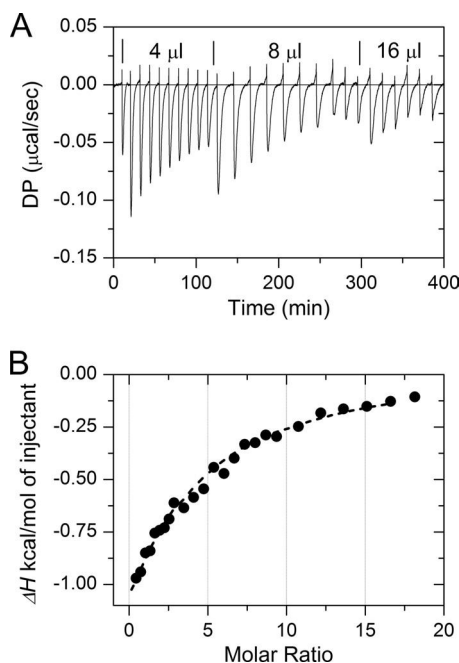 A
4 µl 8 µl 16 µl
0.00
-0.05
-0.10
-0.15
DP (µcal/sec)
0 100 200 300 400
Time (min)
B
0.00
-0.25
-0.50
-0.75
-1.00
ΔH kcal/mol of injectant
0 5 10 15 20
Molar Ratio